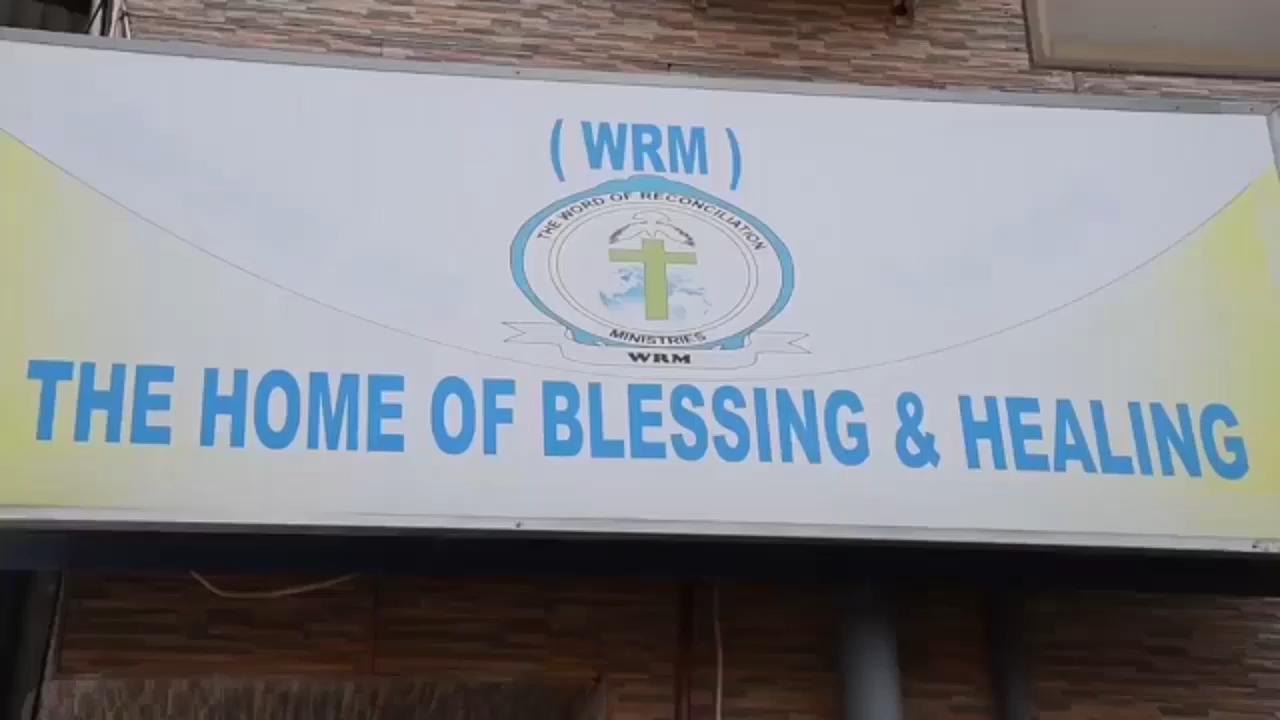 ( WRM )
THE WORD OF RECONCILIATION
MINISTRIES
WRM
THE HOME OF BLESSING & HEALING